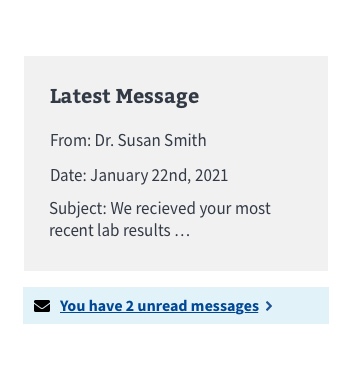 Latest Message
From: Dr. Susan Smith
Date: January 22nd, 2021
Subject: We recieved your most
recent lab results ...
You have 2 unread messages